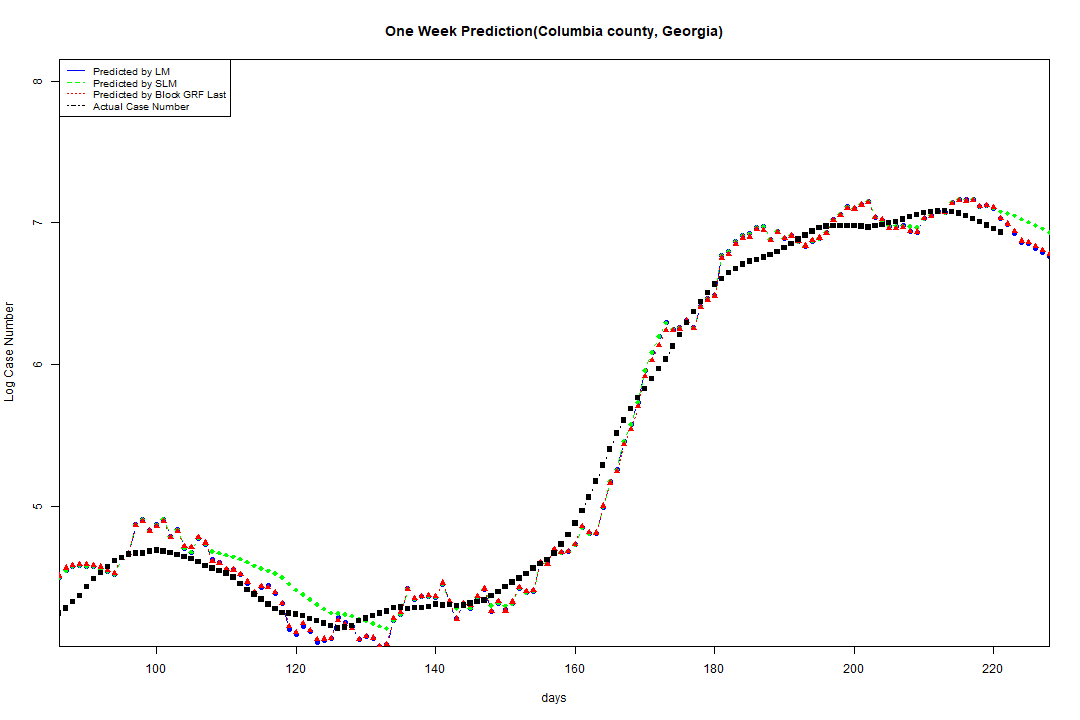 One Week Prediction(Columbia county, Georgia)
Predicted by LM
Predicted by SLM
Predicted by Block GRF Last
Actual Case Number
8
7
6
5
Log Case Number
100 120 140 160 180 200 220
days